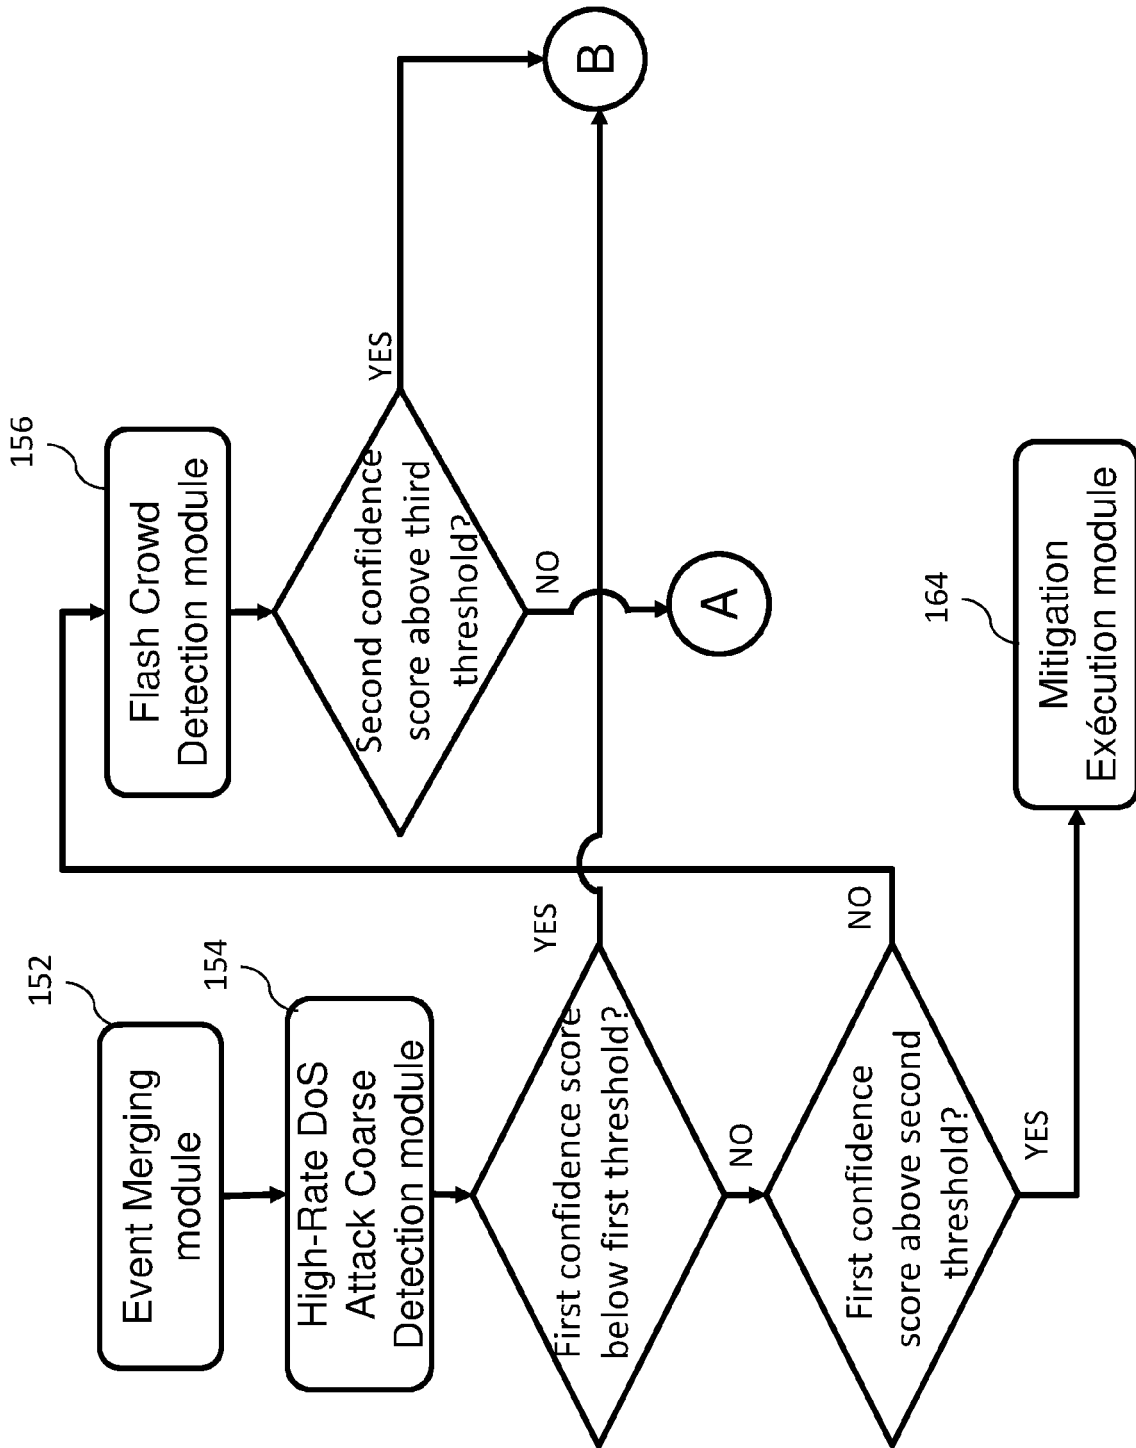 152
Event Merging
module
154
High-Rate DoS
Attack Coarse
Detection module
First confidence score
below first threshold?
YES
NO
First confidence
score above second
threshold?
NO
YES
156
Flash Crowd
Detection module
Second confidence
score above third
threshold?
YES
NO
A
B
164
Mitigation
Exécution module